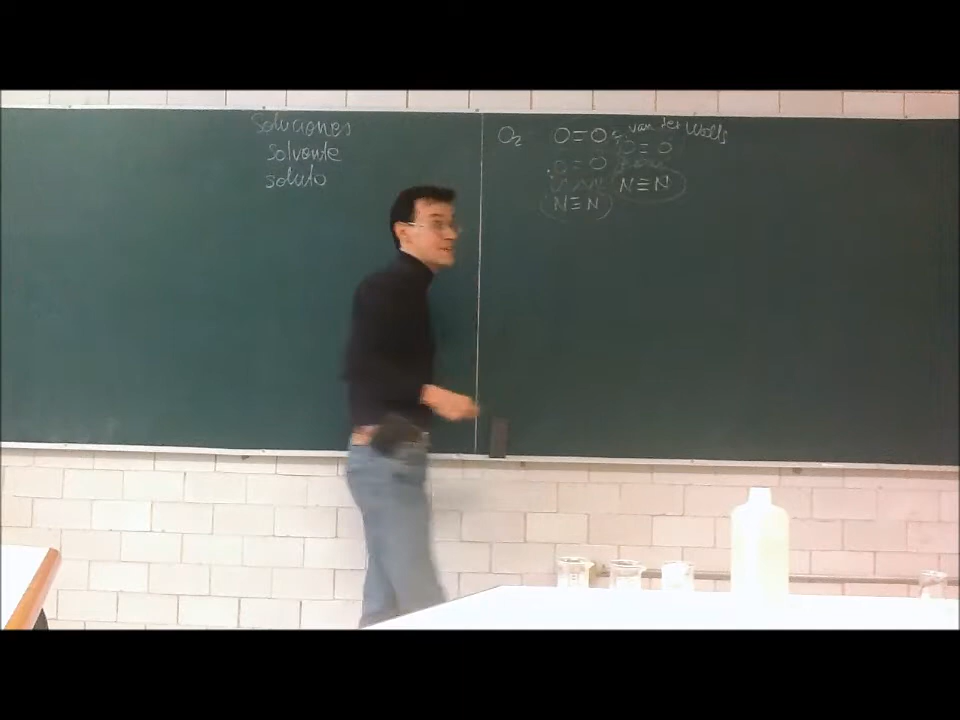 Soluciones
Solvente
soluto
O₂ O=O van der Walls
O=O
O=O
N≡N
N≡N